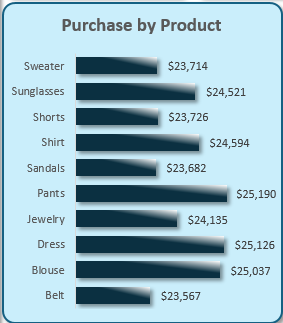 Purchase by Product
Sweater $23,714
Sunglasses $24,521
Shorts $23,726
Shirt $24,594
Sandals $23,682
Pants $25,190
Jewelry $24,135
Dress $25,126
Blouse $25,037
Belt $23,567